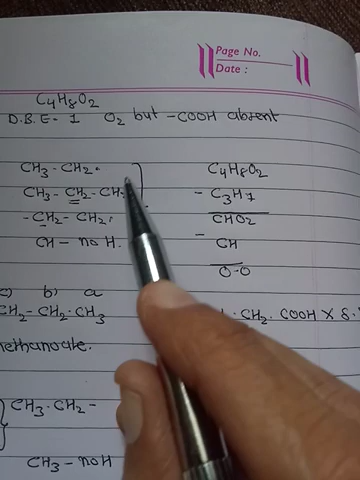 Page No.
Date :
C4H8O2
D.B.E- 1 O2 but -COOH absent
CH3 - CH2 -
CH3 - CH2 - CH2
- CH2 - CH2,
CH - no H.
C4H8O2
- C3H7
CHO2
- CH
O-O
c) b) a
CH2 - CH2 - CH3
CH2. COOH X 8.
methanoate.
CH3. CH2 -
CH3 - no H